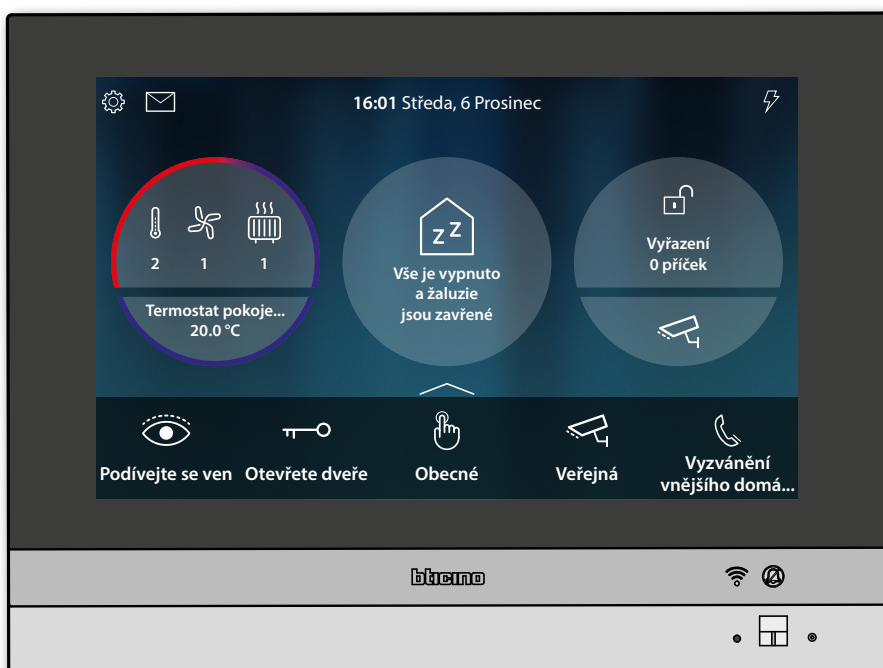 16:01 Středa, 6 Prosinec
2 1 1
Termostat pokoje...
20.0 °C
zz
Vše je vypnuto
a žaluzie
jsou zavřené
Vyřazení
0 příček
Podívejte se ven
Otevřete dveře
Obecné
Veřejná
Vyzvánění
vnějšího domá...
bticino